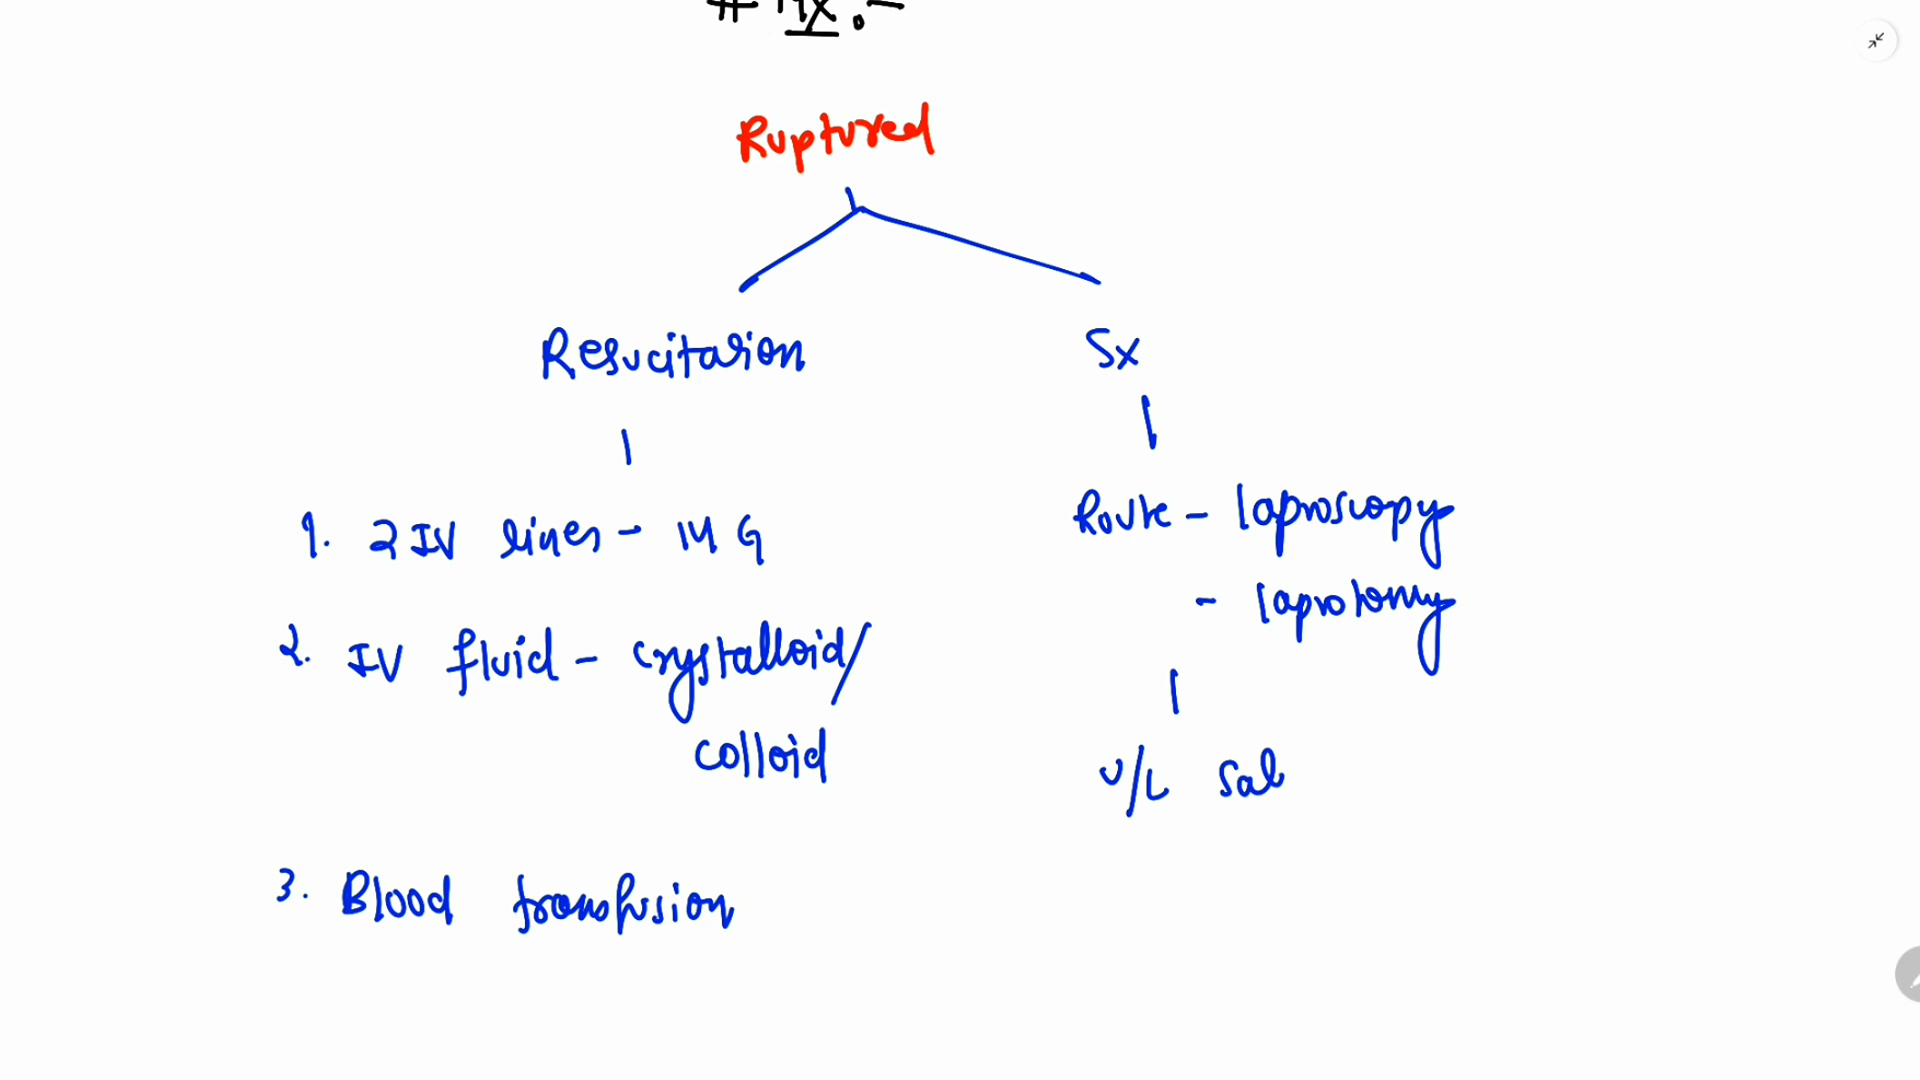 Ruptured
Resucitation
Sx
1. 2 IV lines - 14 G
2. IV fluid - crystalloid/
colloid
3. Blood transfusion
Route - laproscopy
- laprotomy
U/L sal